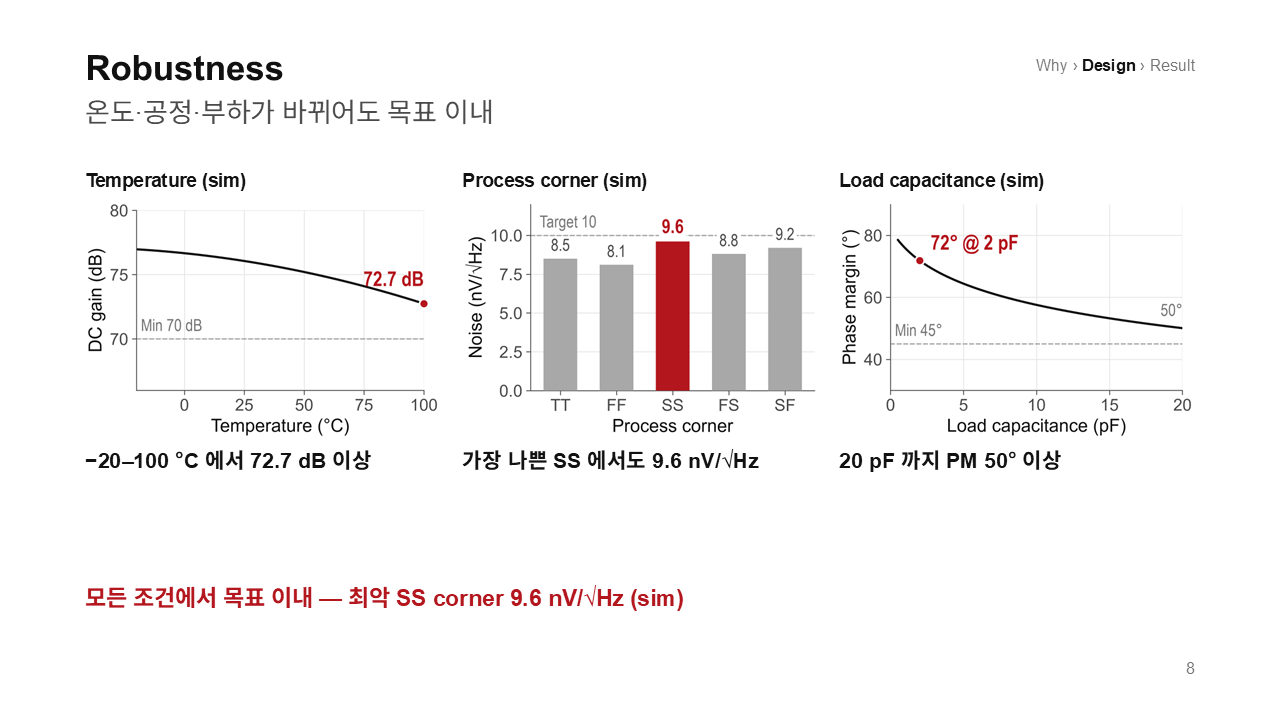 Robustness
Why › Design › Result
온도·공정·부하가 바뀌어도 목표 이내
Temperature (sim)
80
75
70
DC gain (dB)
72.7 dB
Min 70 dB
0 25 50 75 100
Temperature (°C)
−20–100 °C 에서 72.7 dB 이상
Process corner (sim)
Target 10
10.0
7.5
5.0
2.5
0.0
Noise (nV/√Hz)
8.5 8.1 9.6 8.8 9.2
TT FF SS FS SF
Process corner
가장 나쁜 SS 에서도 9.6 nV/√Hz
Load capacitance (sim)
80
60
40
Phase margin (°)
72° @ 2 pF
50°
Min 45°
0 5 10 15 20
Load capacitance (pF)
20 pF 까지 PM 50° 이상
모든 조건에서 목표 이내 — 최악 SS corner 9.6 nV/√Hz (sim)
8